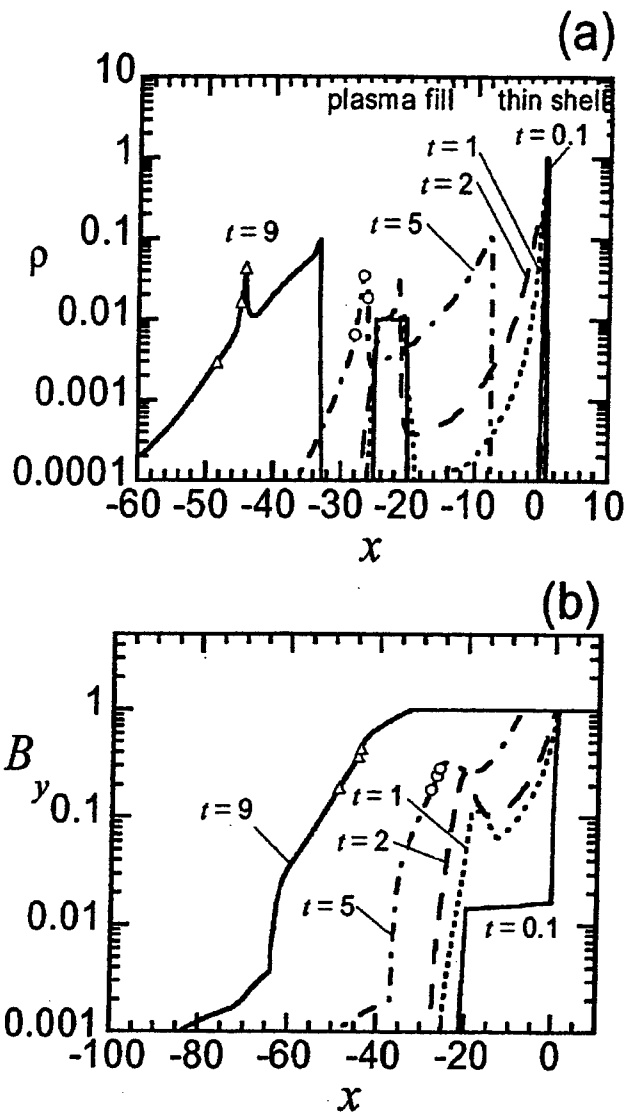 (a)
10
plasma fill thin shell
t=0.1
t=1
1
t=2
t=9
t=5
0.1
ρ
0.01
0.001
0.0001
-60 -50 -40 -30 -20 -10 0 10
x
(b)
1
B_y
t=1
0.1
t=9
t=2
t=5
t=0.1
0.01
0.001
-100 -80 -60 -40 -20 0
x